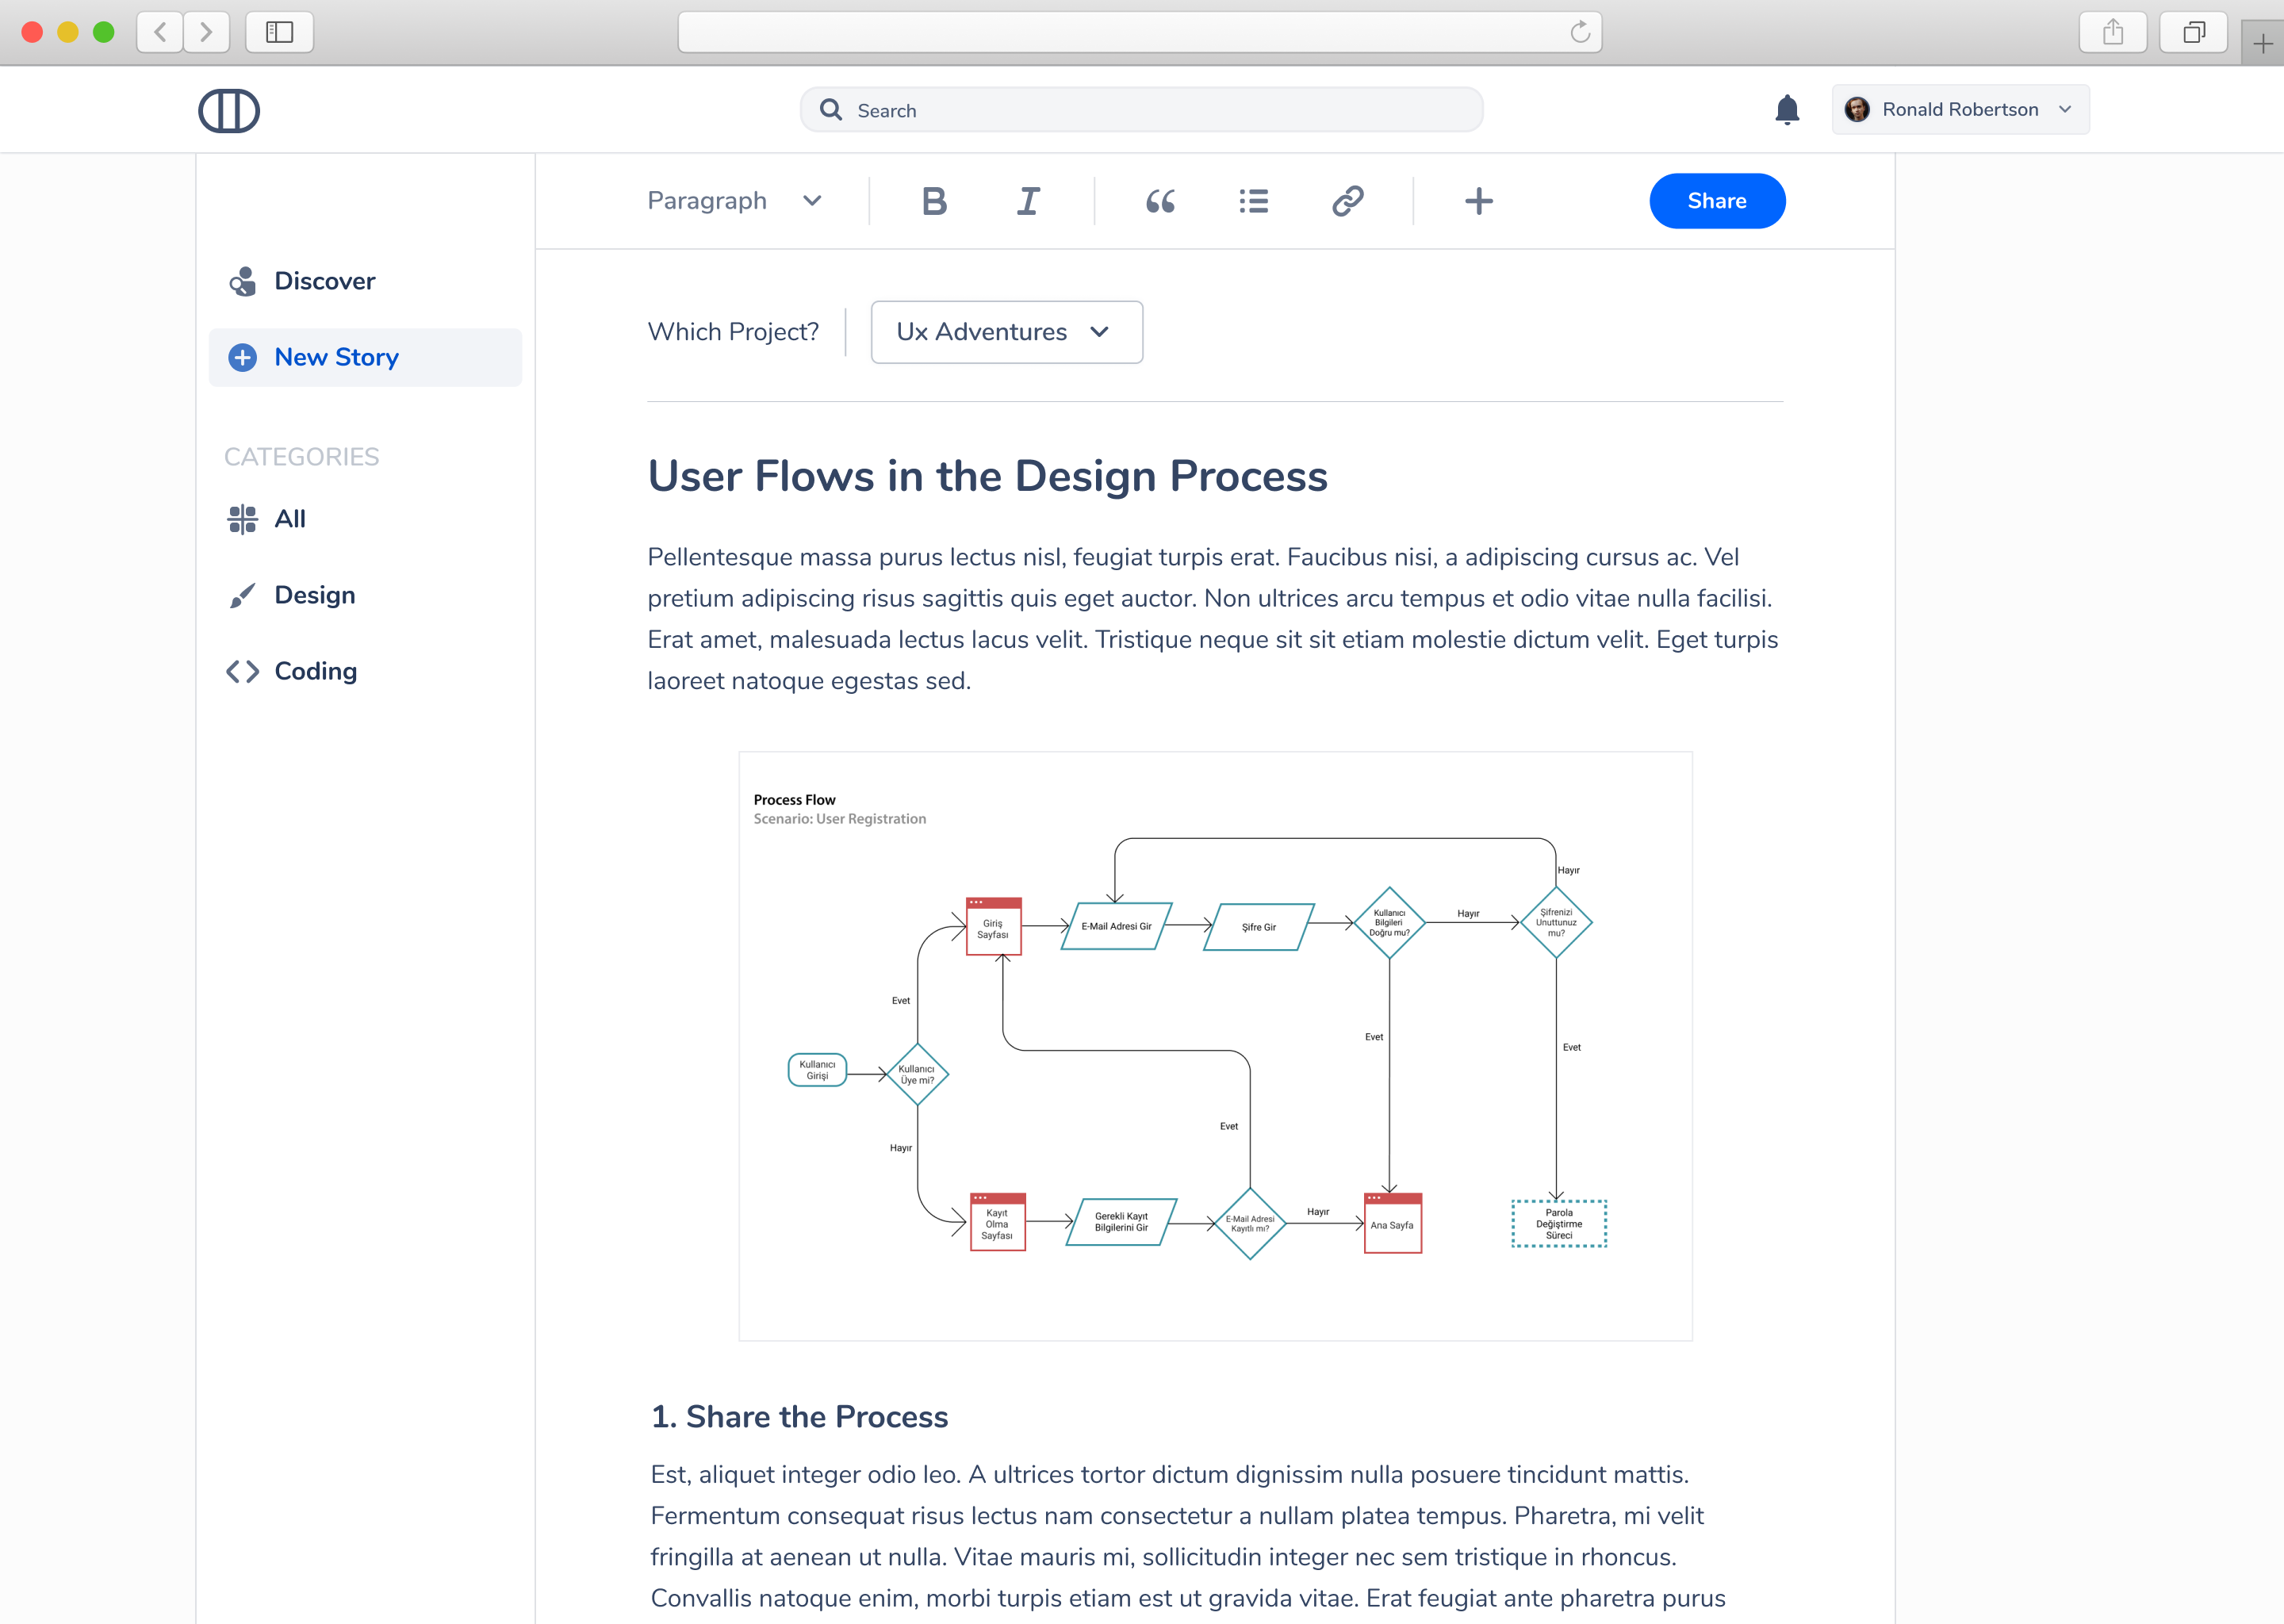 Search
Ronald Robertson
Paragraph
Share
Discover
New Story
CATEGORIES
All
Design
Coding
Which Project?
Ux Adventures
User Flows in the Design Process
Pellentesque massa purus lectus nisl, feugiat turpis erat. Faucibus nisi, a adipiscing cursus ac. Vel
pretium adipiscing risus sagittis quis eget auctor. Non ultrices arcu tempus et odio vitae nulla facilisi.
Erat amet, malesuada lectus lacus velit. Tristique neque sit sit etiam molestie dictum velit. Eget turpis
laoreet natoque egestas sed.
Process Flow
Scenario: User Registration
Hayır
Giriş
Sayfası
E-Mail Adresi Gir
Şifre Gir
Kullanıcı
Bilgileri
Doğru mu?
Hayır
Şifrenizi
Unuttunuz
mu?
Evet
Evet
Evet
Kullanıcı
Girişi
Kullanıcı
Üye mi?
Evet
Hayır
Kayıt
Olma
Sayfası
Gerekli Kayıt
Bilgilerini Gir
E-Mail Adresi
Kayıtlı mı?
Hayır
Ana Sayfa
Parola
Değiştirme
Süreci
1. Share the Process
Est, aliquet integer odio leo. A ultrices tortor dictum dignissim nulla posuere tincidunt mattis.
Fermentum consequat risus lectus nam consectetur a nullam platea tempus. Pharetra, mi velit
fringilla at aenean ut nulla. Vitae mauris mi, sollicitudin integer nec sem tristique in rhoncus.
Convallis natoque enim, morbi turpis etiam est ut gravida vitae. Erat feugiat ante pharetra purus